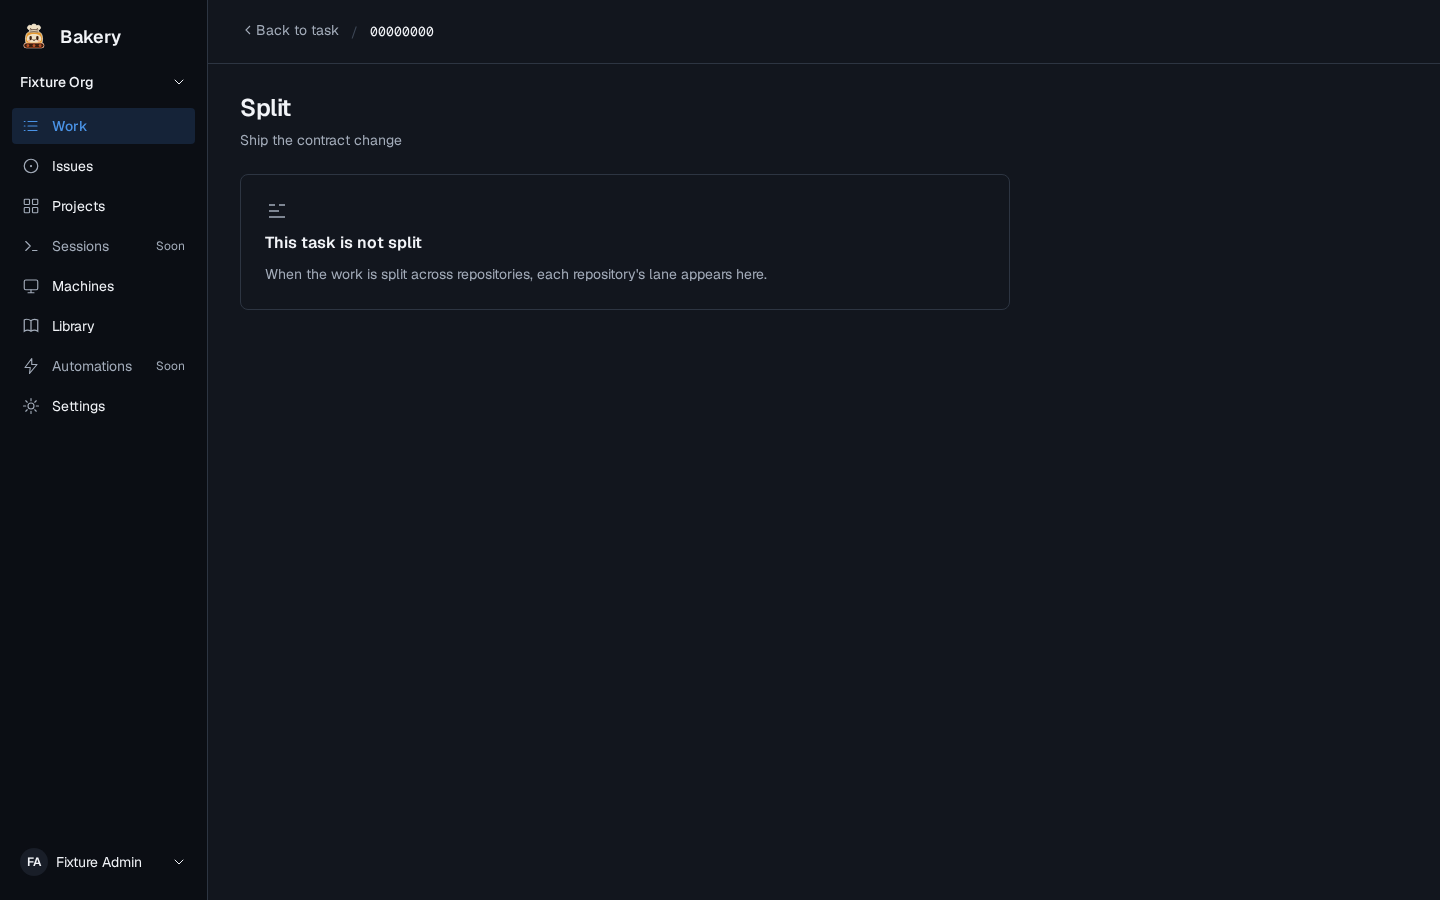 Bakery
Fixture Org
Work
Issues
Projects
Sessions Soon
Machines
Library
Automations Soon
Settings
FA Fixture Admin
Back to task / 00000000
Split
Ship the contract change
This task is not split
When the work is split across repositories, each repository's lane appears here.